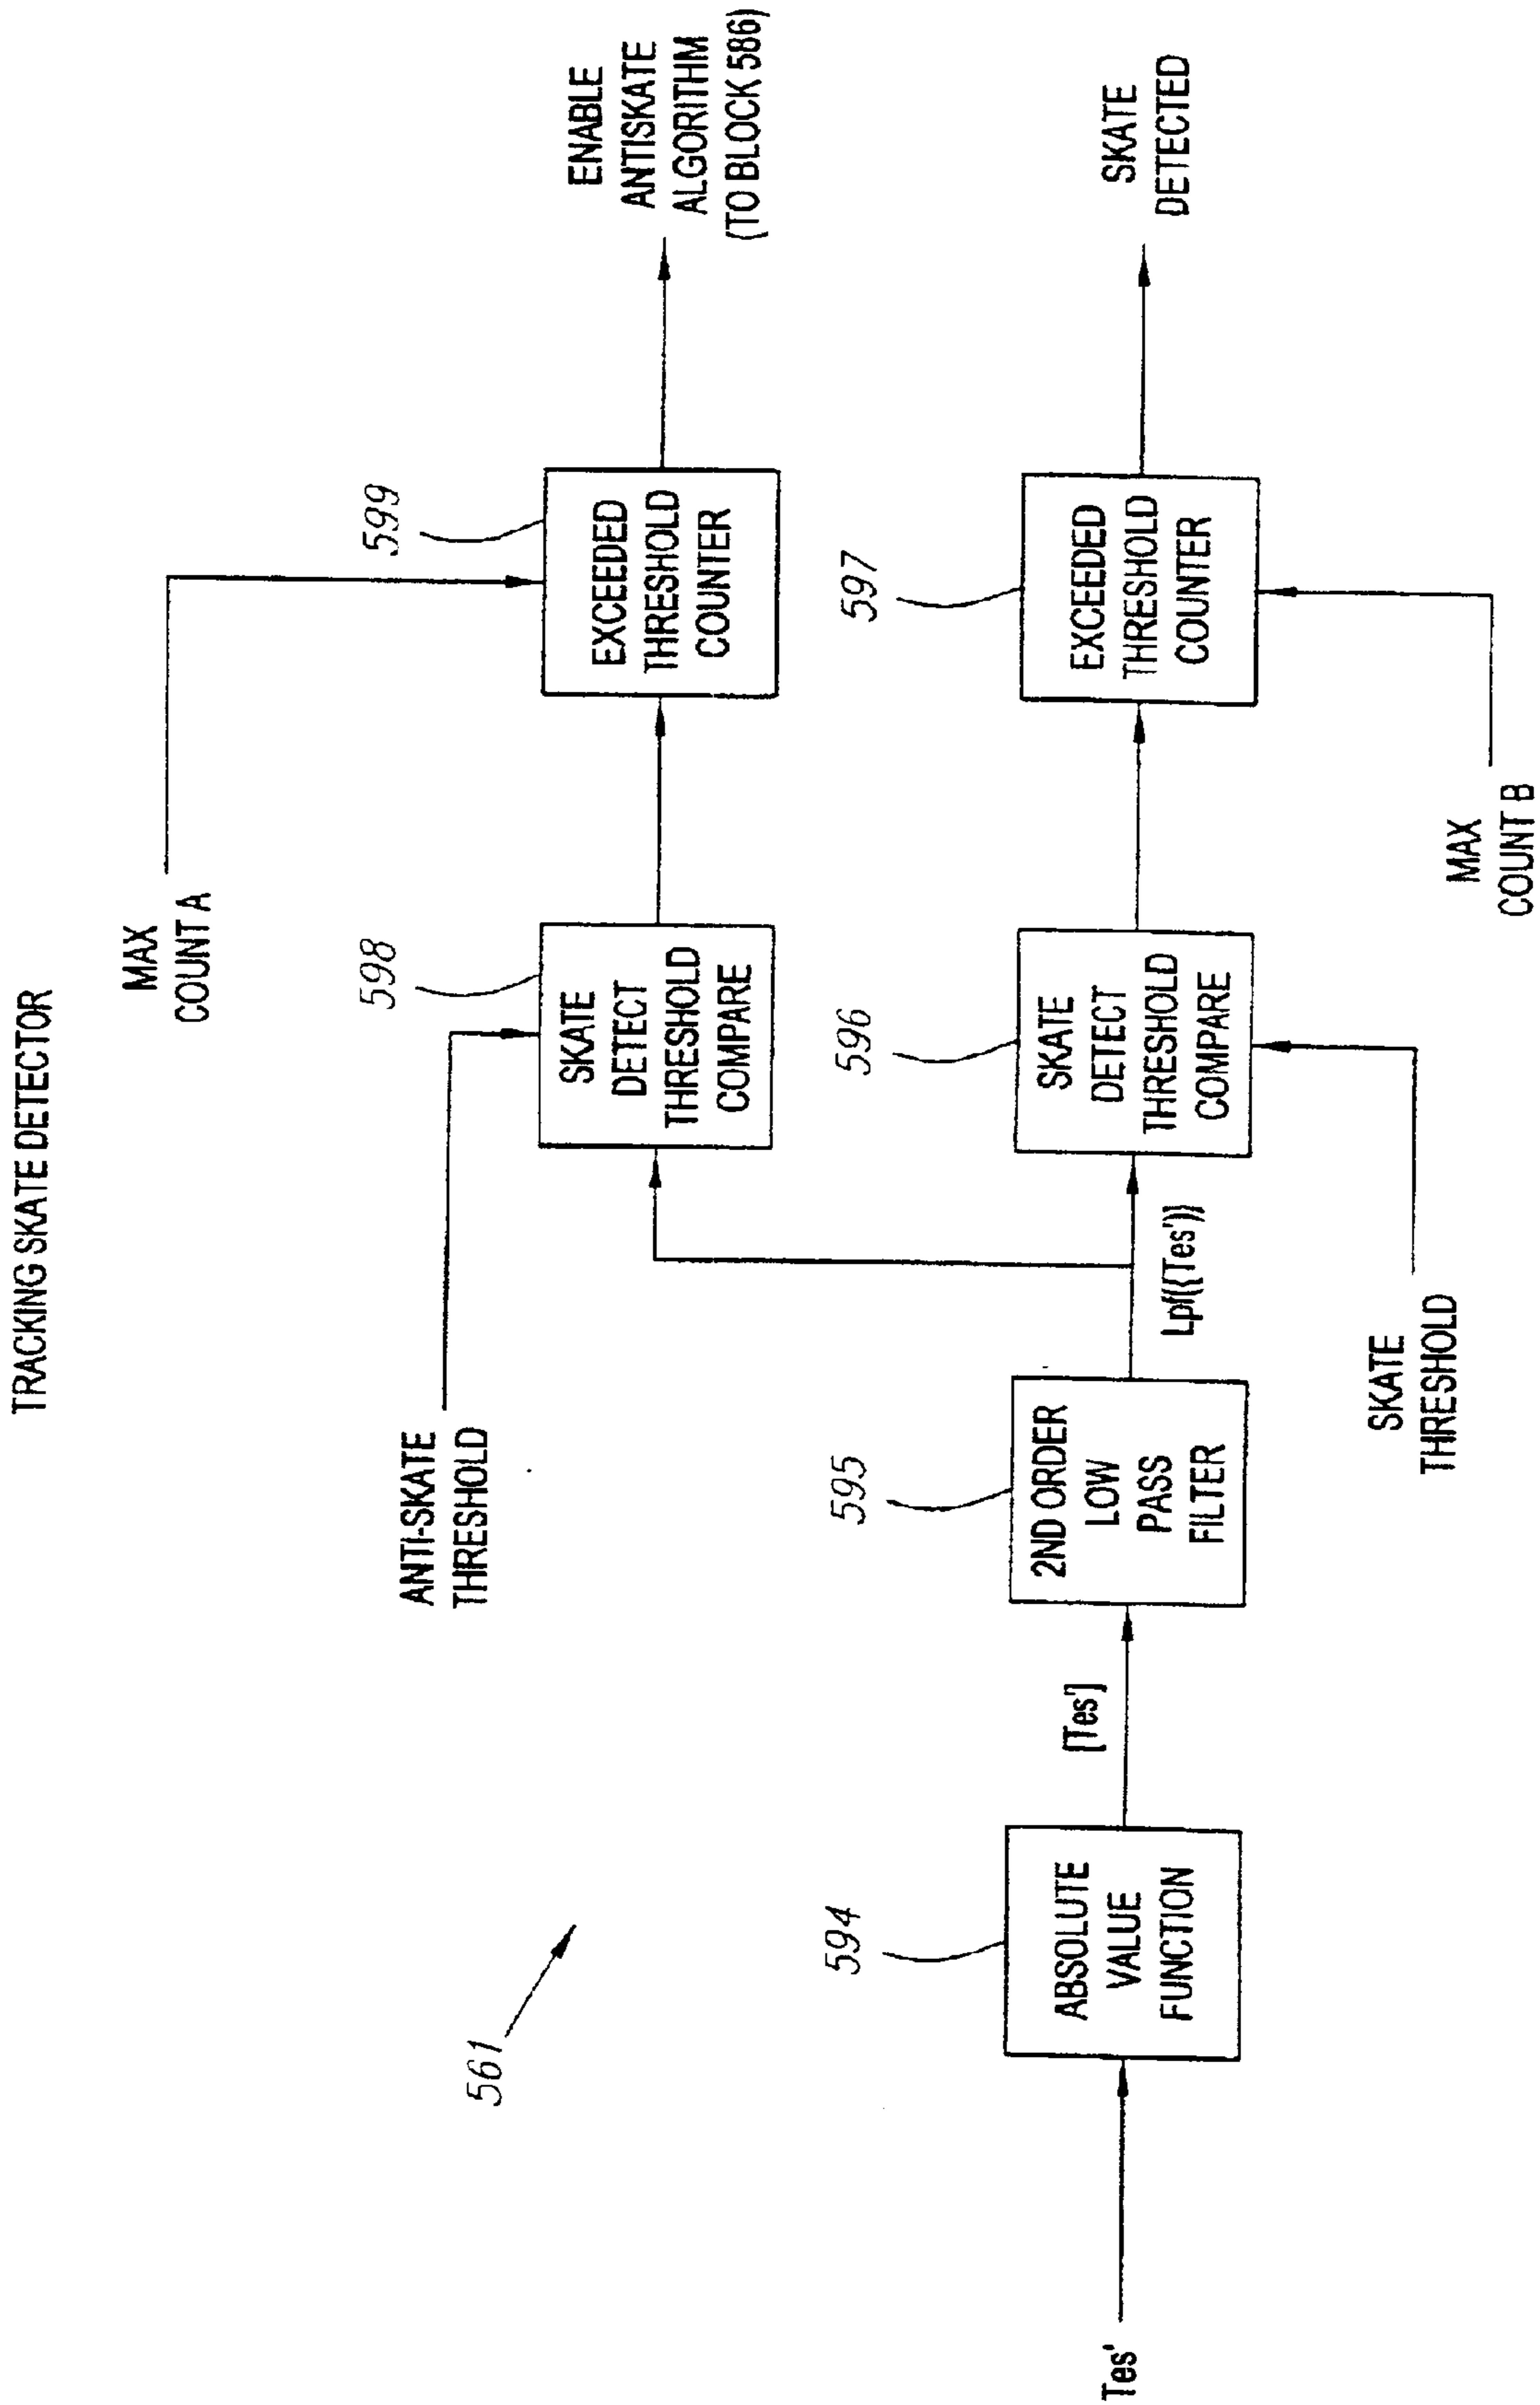 TRACKING SKATE DETECTOR
MAX
COUNT A
ANTI-SKATE
THRESHOLD
598
SKATE
DETECT
THRESHOLD
COMPARE
599
EXCEEDED
THRESHOLD
COUNTER
ENABLE
ANTISKATE
ALGORITHM
(TO BLOCK 586)
561
Tes'
594
ABSOLUTE
VALUE
FUNCTION
[Tes']
595
2ND ORDER
LOW
PASS
FILTER
Lpf({Tes'})
596
SKATE
DETECT
THRESHOLD
COMPARE
597
EXCEEDED
THRESHOLD
COUNTER
SKATE
DETECTED
SKATE
THRESHOLD
MAX
COUNT B